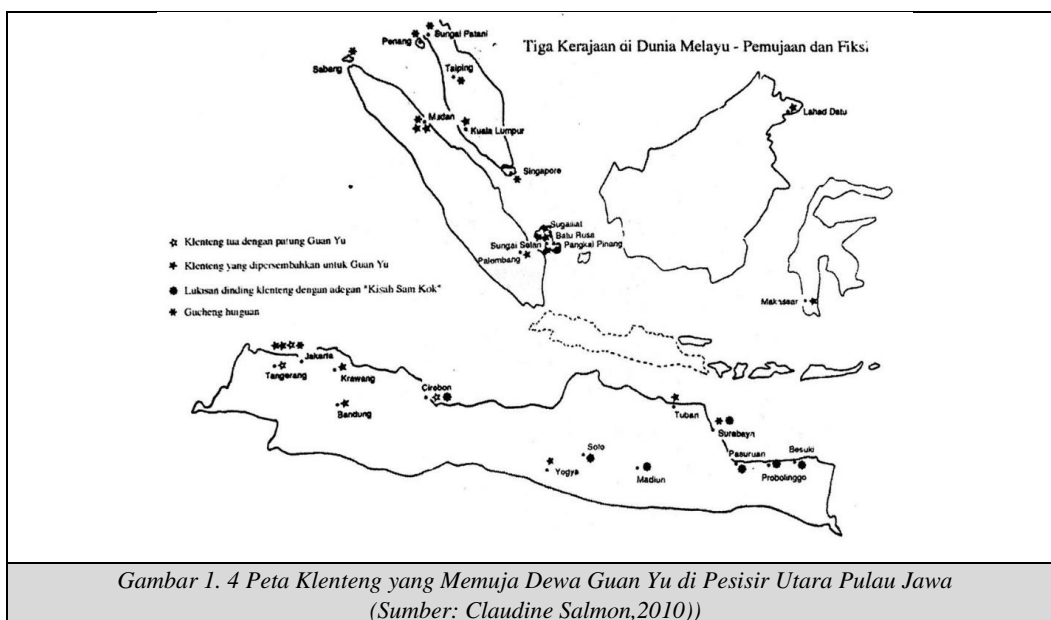 Tiga Kerajaan di Dunia Melayu - Pemujaan dan Fiksi
Sungai Patani
Penang
Sabang
Taiping
Medan
Kuala Lumpur
Lahad Datu
Singapore
Sugailiat
Batu Rusa
Sungai Selan
Pangkal Pinang
Palembang
Makassar
Klenteng tua dengan patung Guan Yu
Klenteng yang dipersembahkan untuk Guan Yu
Lukisan dinding klenteng dengan adegan "Kisah Sam Kok"
Gucheng huiguan
Jakarta
Tangerang
Krawang
Cirebon
Bandung
Tuban
Surabaya
Solo
Yogya
Madiun
Pasuruan
Besuki
Probolinggo
Gambar 1. 4 Peta Klenteng yang Memuja Dewa Guan Yu di Pesisir Utara Pulau Jawa
(Sumber: Claudine Salmon,2010))